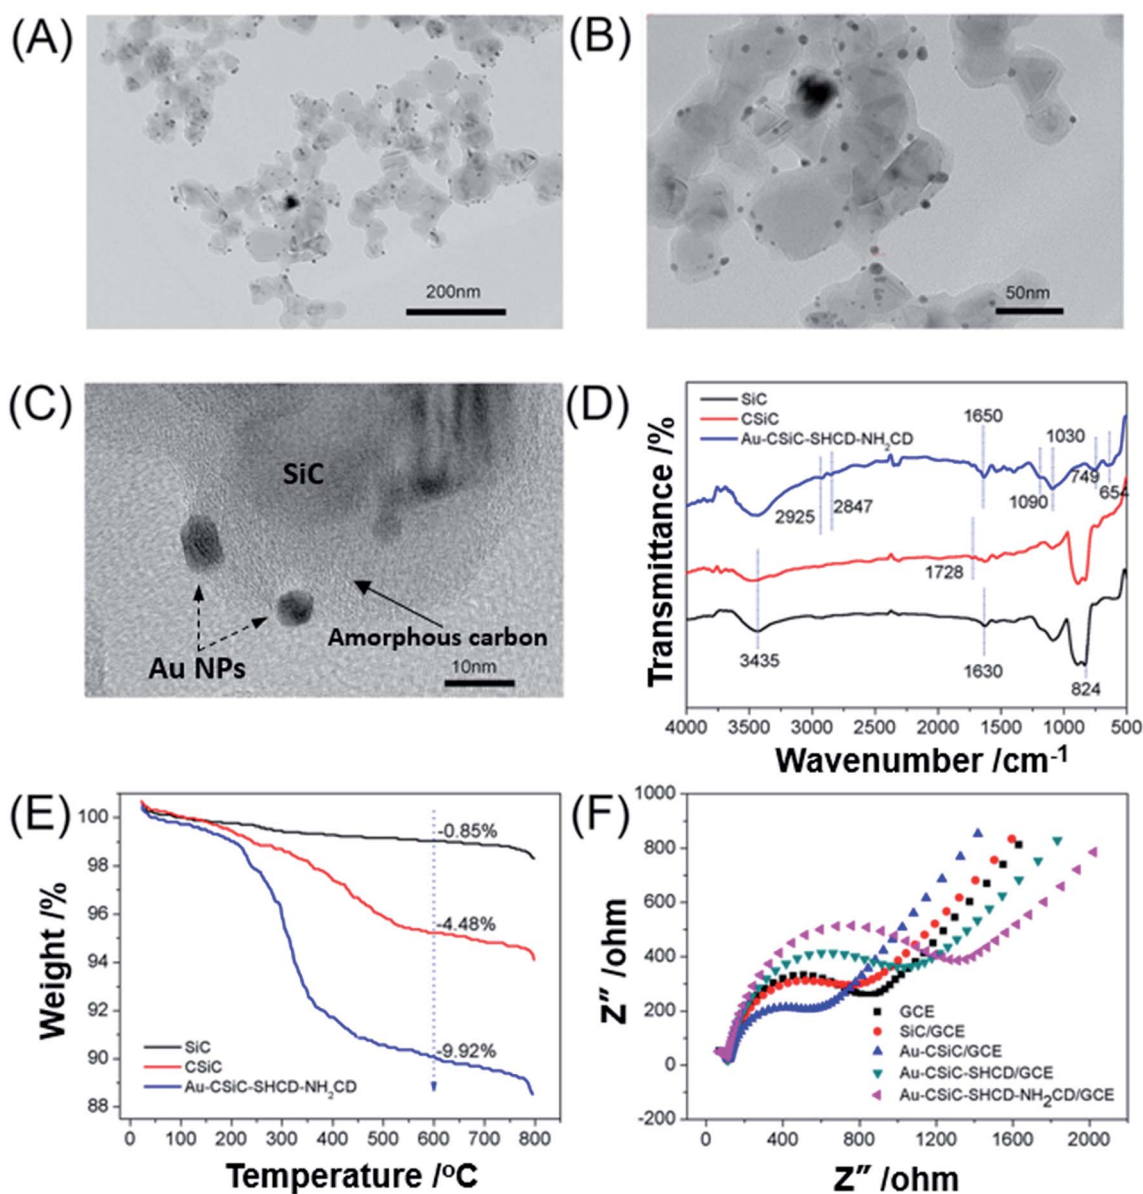 (A)
200nm
(B)
50nm
(C)
SiC
Au NPs
Amorphous carbon
10nm
(D)
SiC
CSiC
Au-CSiC-SHCD-NH₂CD
1650
1030
749
654
1090
2925
2847
1728
3435
1630
824
Transmittance /%
4000 3500 3000 2500 2000 1500 1000 500
Wavenumber /cm⁻¹
(E)
100
98
96
94
92
90
88
-0.85%
-4.48%
-9.92%
SiC
CSiC
Au-CSiC-SHCD-NH₂CD
Weight /%
0 100 200 300 400 500 600 700 800
Temperature /°C
(F)
1000
800
600
400
200
0
-200
GCE
SiC/GCE
Au-CSiC/GCE
Au-CSiC-SHCD/GCE
Au-CSiC-SHCD-NH₂CD/GCE
Z″ /ohm
0 400 800 1200 1600 2000
Z″ /ohm